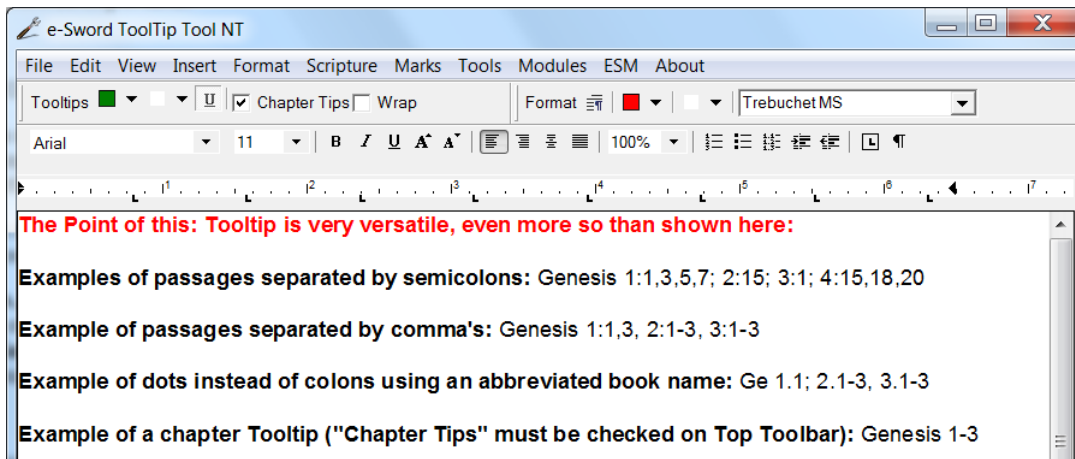 e-Sword ToolTip Tool NT
File Edit View Insert Format Scripture Marks Tools Modules ESM About
Tooltips U Chapter Tips Wrap Format Trebuchet MS
Arial 11 B I U A A 100% L ¶
1 2 3 4 5 6 7
The Point of this: Tooltip is very versatile, even more so than shown here:
Examples of passages separated by semicolons: Genesis 1:1,3,5,7; 2:15; 3:1; 4:15,18,20
Example of passages separated by comma's: Genesis 1:1,3, 2:1-3, 3:1-3
Example of dots instead of colons using an abbreviated book name: Ge 1.1; 2.1-3, 3.1-3
Example of a chapter Tooltip ("Chapter Tips" must be checked on Top Toolbar): Genesis 1-3